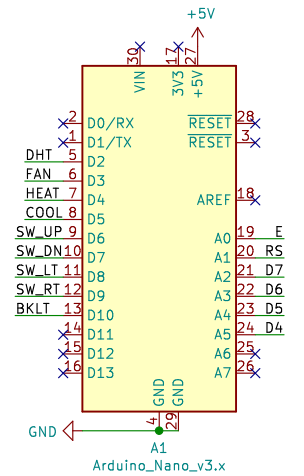 +5V
30 17 27
VIN 3V3 +5V
2 D0/RX RESET 28
1 D1/TX RESET 3
DHT 5 D2
FAN 6 D3
HEAT 7 D4 AREF 18
COOL 8 D5
SW_UP 9 D6 A0 19 E
SW_DN 10 D7 A1 20 RS
SW_LT 11 D8 A2 21 D7
SW_RT 12 D9 A3 22 D6
BKLT 13 D10 A4 23 D5
14 D11 A5 24 D4
15 D12 A6 25
16 D13 A7 26
GND GND
4 29
GND
A1
Arduino_Nano_v3.x